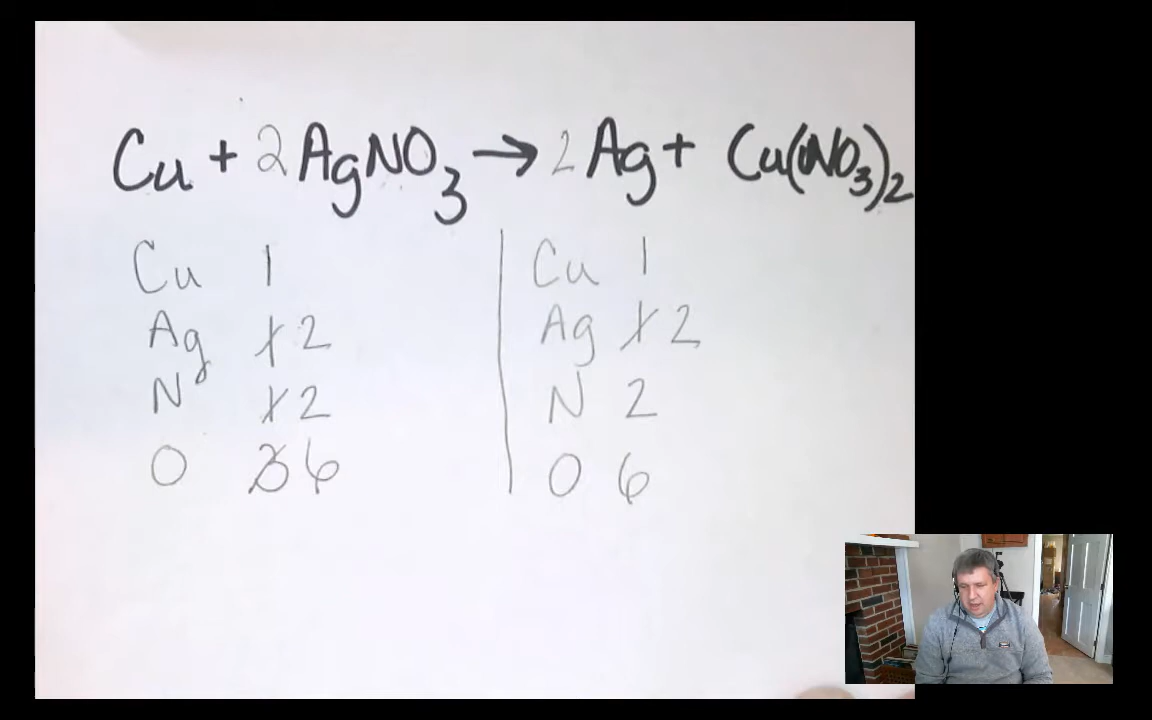 Cu + 2 AgNO₃ → 2 Ag + Cu(NO₃)₂
Cu 1 | Cu 1
Ag 1 2 | Ag 1 2
N 1 2 | N 2
O 3 6 | O 6